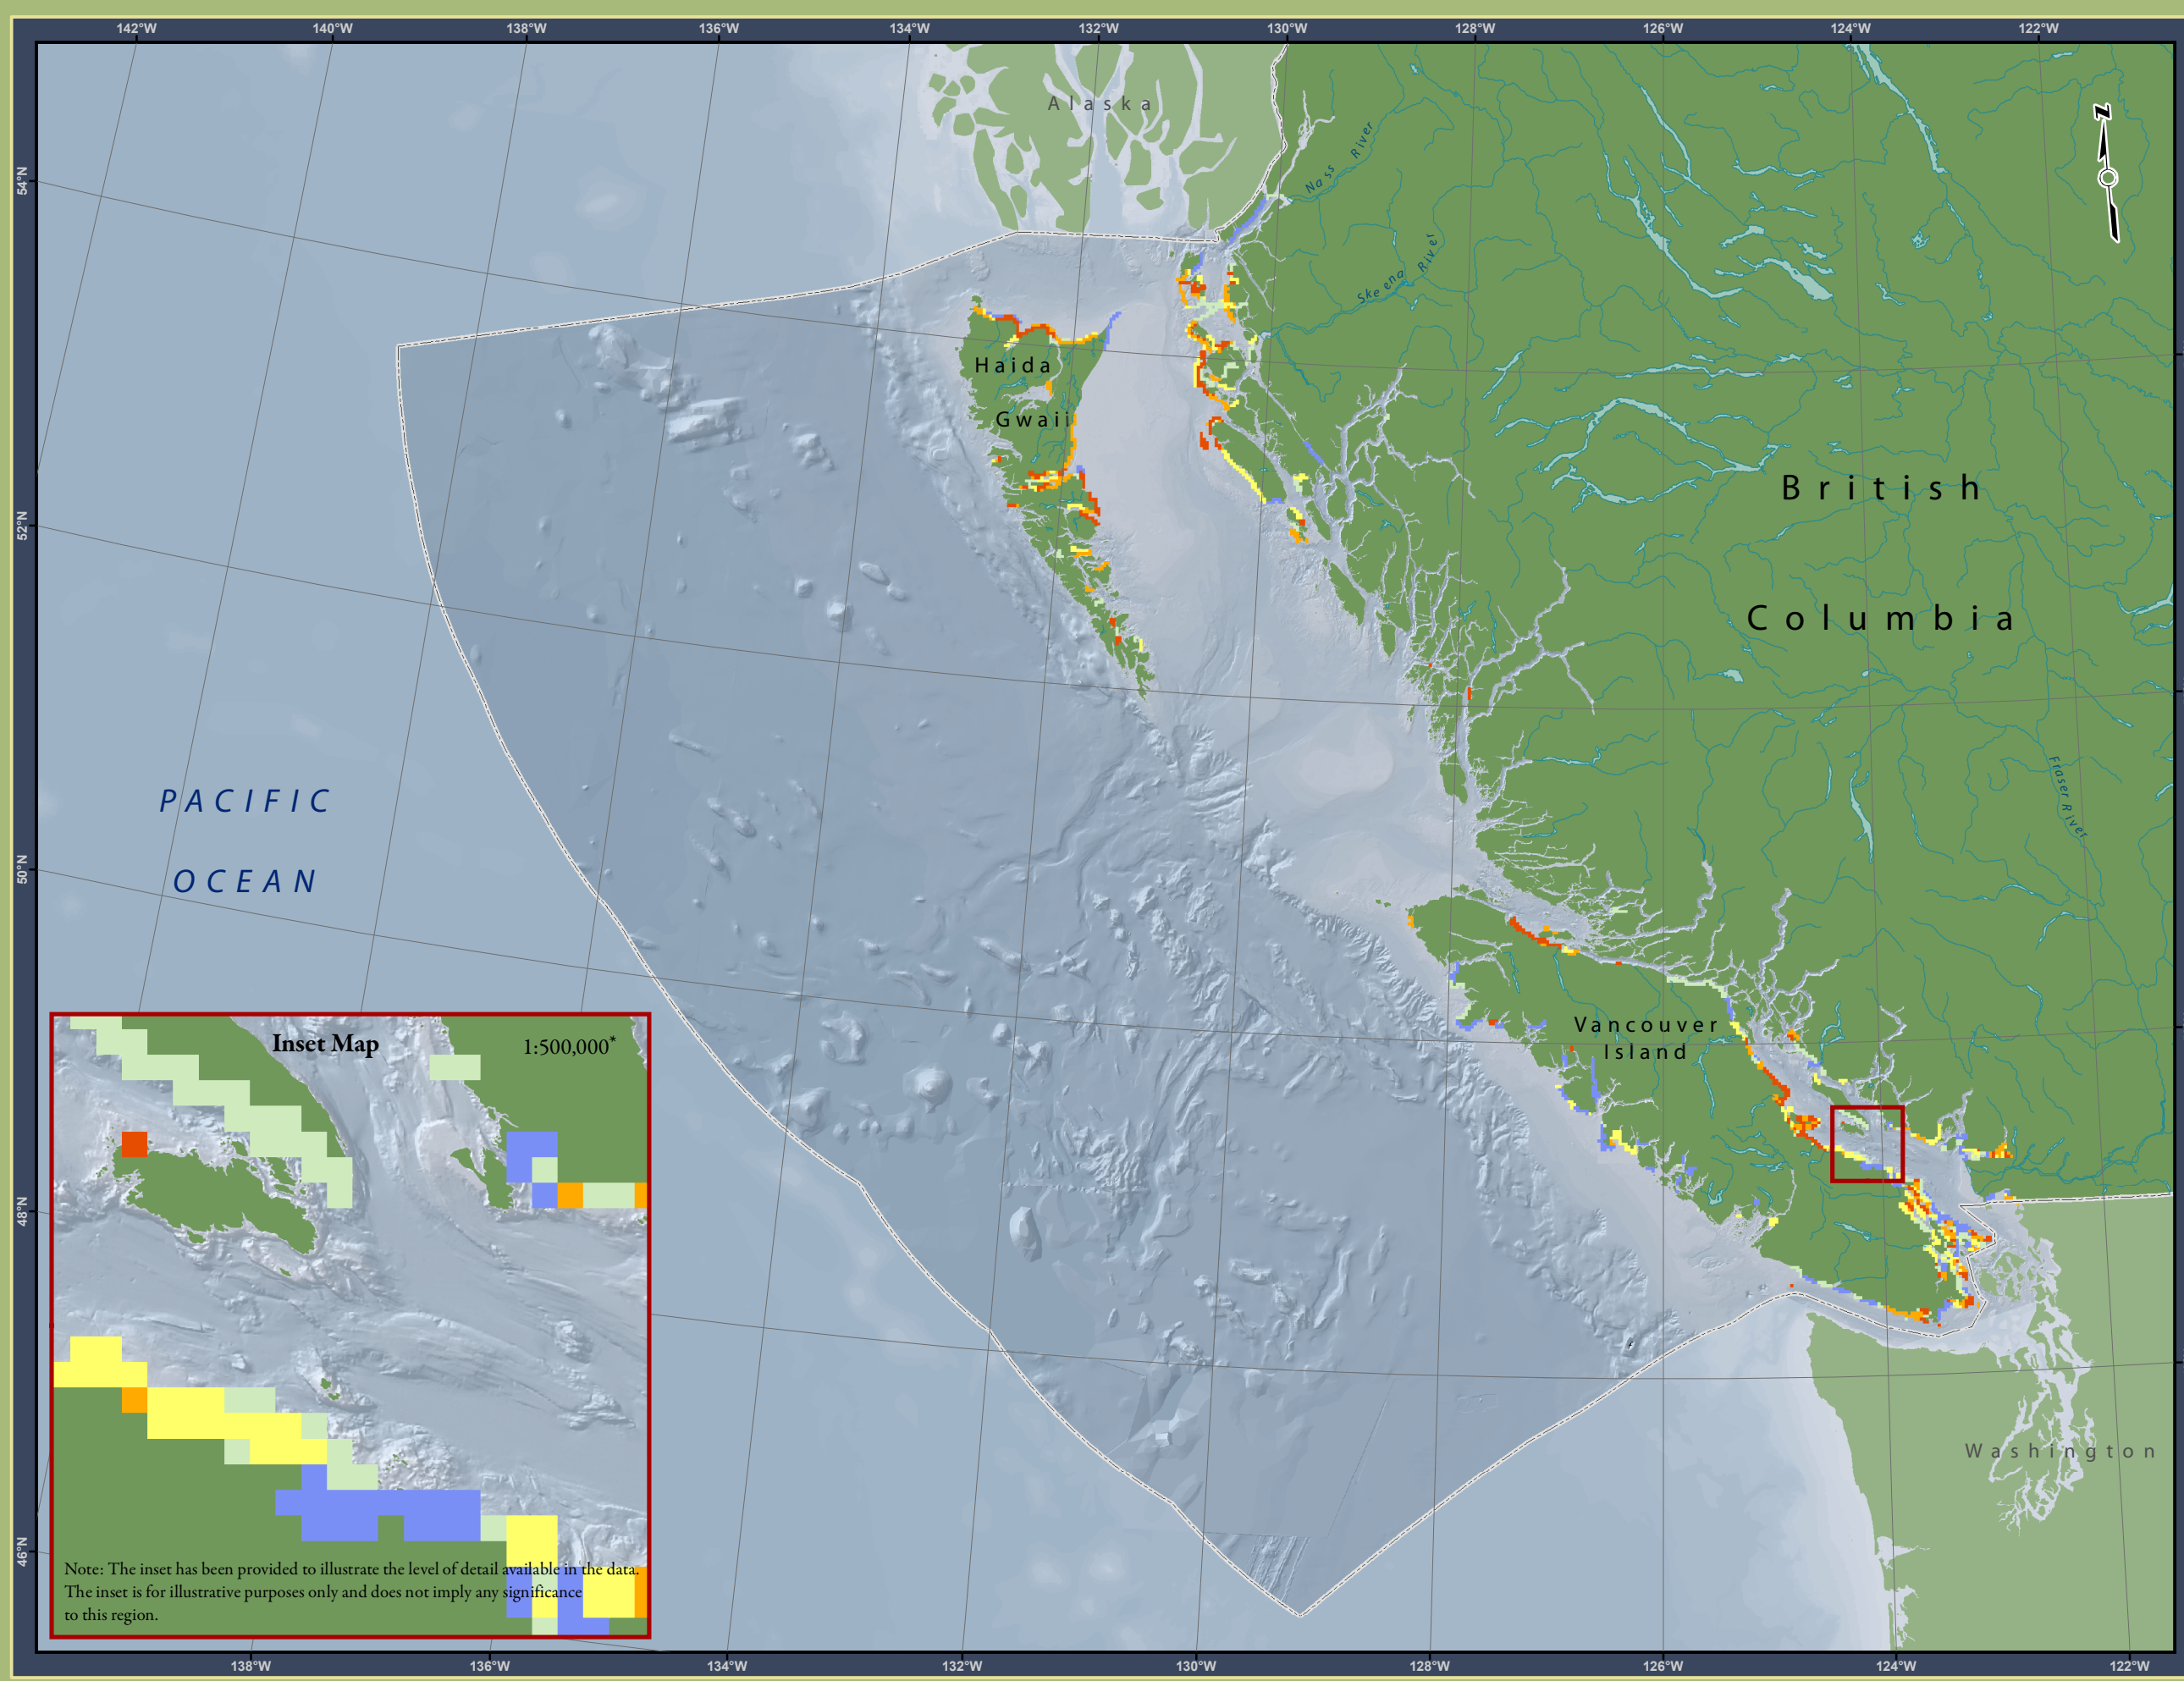 142°W 140°W 138°W 136°W 134°W 132°W 130°W 128°W 126°W 124°W 122°W
54°N
52°N
50°N
48°N
46°N
Alaska
N
Nass River
Skeena River
Haida
Gwaii
British
Columbia
Fraser River
PACIFIC
OCEAN
Vancouver
Island
Washington
Inset Map
1:500,000*
Note: The inset has been provided to illustrate the level of detail available in the data.
The inset is for illustrative purposes only and does not imply any significance
to this region.
138°W 136°W 134°W 132°W 130°W 128°W 126°W 124°W 122°W